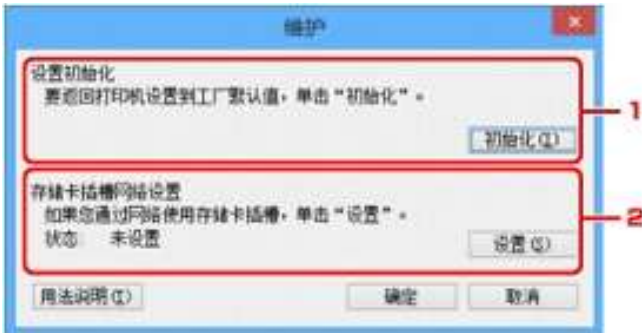 维护
设置初始化
要返回打印机设置到工厂默认值，单击“初始化”。
初始化(I)
1
存储卡插槽网络设置
如果您通过网络使用存储卡插槽，单击“设置”。
状态 未设置
设置(S)
2
用法说明(I)
确定
取消